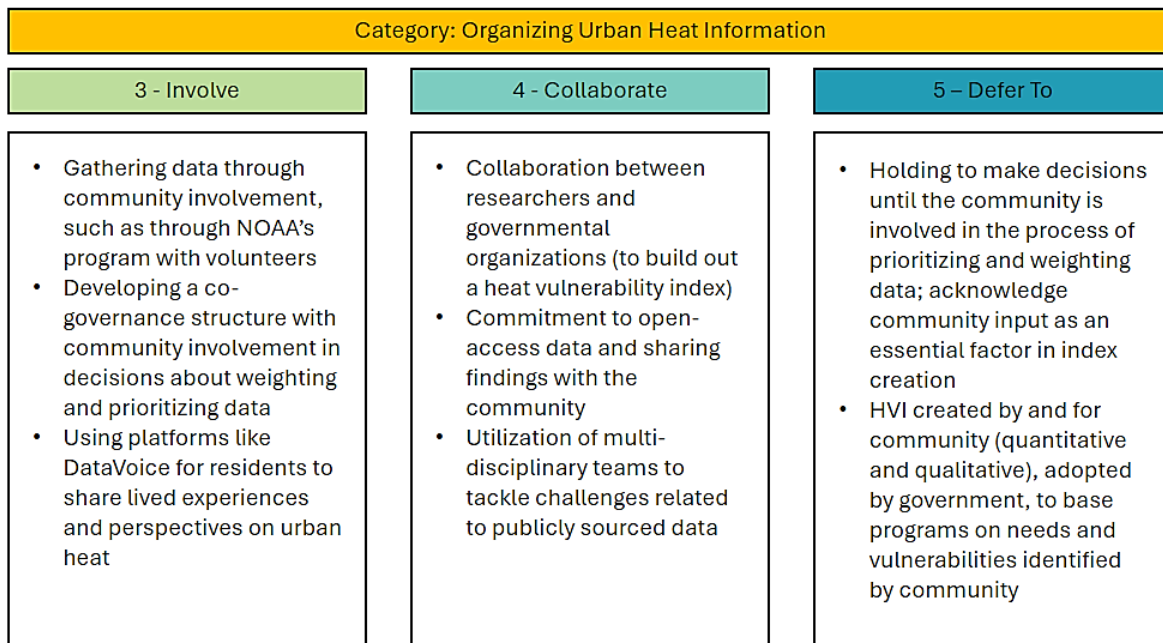 Category: Organizing Urban Heat Information
3 - Involve
• Gathering data through
community involvement,
such as through NOAA's
program with volunteers
• Developing a co-
governance structure with
community involvement in
decisions about weighting
and prioritizing data
• Using platforms like
DataVoice for residents to
share lived experiences
and perspectives on urban
heat
4 - Collaborate
• Collaboration between
researchers and
governmental
organizations (to build out
a heat vulnerability index)
• Commitment to open-
access data and sharing
findings with the
community
• Utilization of multi-
disciplinary teams to
tackle challenges related
to publicly sourced data
5 – Defer To
• Holding to make decisions
until the community is
involved in the process of
prioritizing and weighting
data; acknowledge
community input as an
essential factor in index
creation
• HVI created by and for
community (quantitative
and qualitative), adopted
by government, to base
programs on needs and
vulnerabilities identified
by community